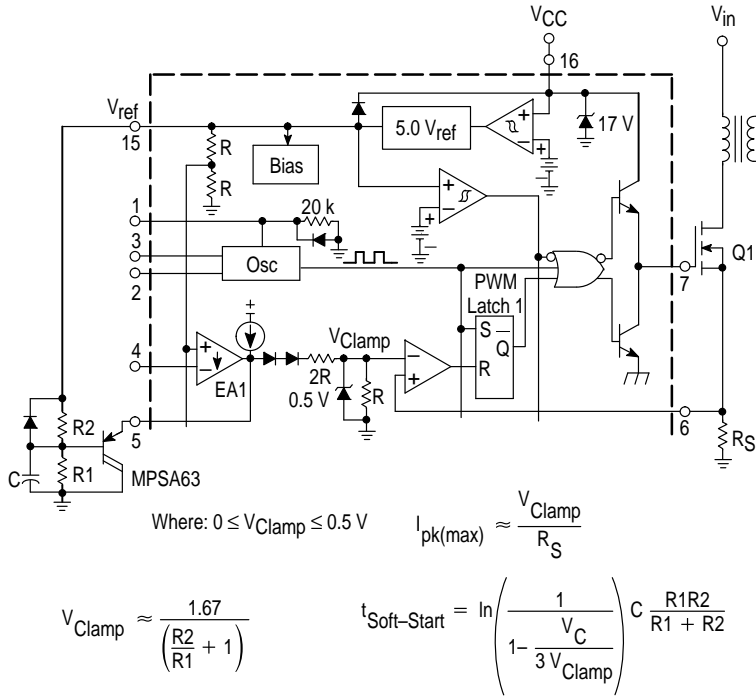 V_CC
V_in
16
V_ref
15
R
R
Bias
5.0 V_ref
+
–
+
–
17 V
1
3
2
20 k
Osc
+
–
+
–
7
Q1
PWM
Latch 1
S
Q̅
R
4
+
–
EA1
+
V_Clamp
2R
0.5 V
R
–
+
6
R_S
5
R2
R1
C
MPSA63
Where: 0 ≤ V_Clamp ≤ 0.5 V
I_pk(max) ≈ V_Clamp / R_S
V_Clamp ≈ 1.67 / (R2/R1 + 1)
t_Soft–Start = ln(1 / (1- V_C / 3 V_Clamp)) C R1R2 / R1 + R2